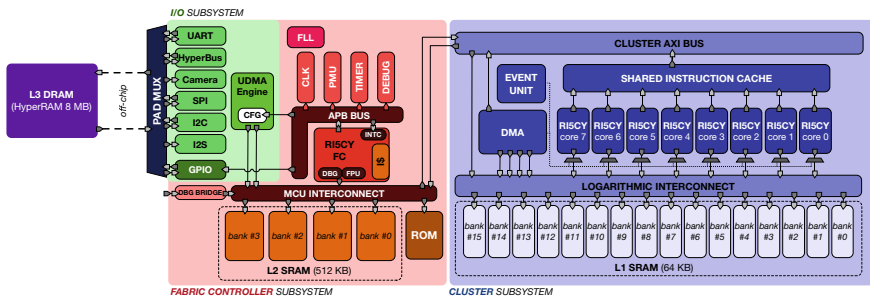 I/O SUBSYSTEM
UART
HyperBus
Camera
SPI
I2C
I2S
GPIO
PAD MUX
off-chip
L3 DRAM
(HyperRAM 8 MB)
UDMA
Engine
CFG
DBG BRIDGE
FLL
CLK
PMU
TIMER
DEBUG
APB BUS
INTC
RI5CY
FC
I$
DBG
FPU
MCU INTERCONNECT
bank
#3
bank
#2
bank
#1
bank
#0
ROM
L2 SRAM (512 KB)
FABRIC CONTROLLER SUBSYSTEM
CLUSTER AXI BUS
EVENT
UNIT
SHARED INSTRUCTION CACHE
DMA
RI5CY
core 7
RI5CY
core 6
RI5CY
core 5
RI5CY
core 4
RI5CY
core 3
RI5CY
core 2
RI5CY
core 1
RI5CY
core 0
LOGARITHMIC INTERCONNECT
bank
#15
bank
#14
bank
#13
bank
#12
bank
#11
bank
#10
bank
#9
bank
#8
bank
#7
bank
#6
bank
#5
bank
#4
bank
#3
bank
#2
bank
#1
bank
#0
L1 SRAM (64 KB)
CLUSTER SUBSYSTEM